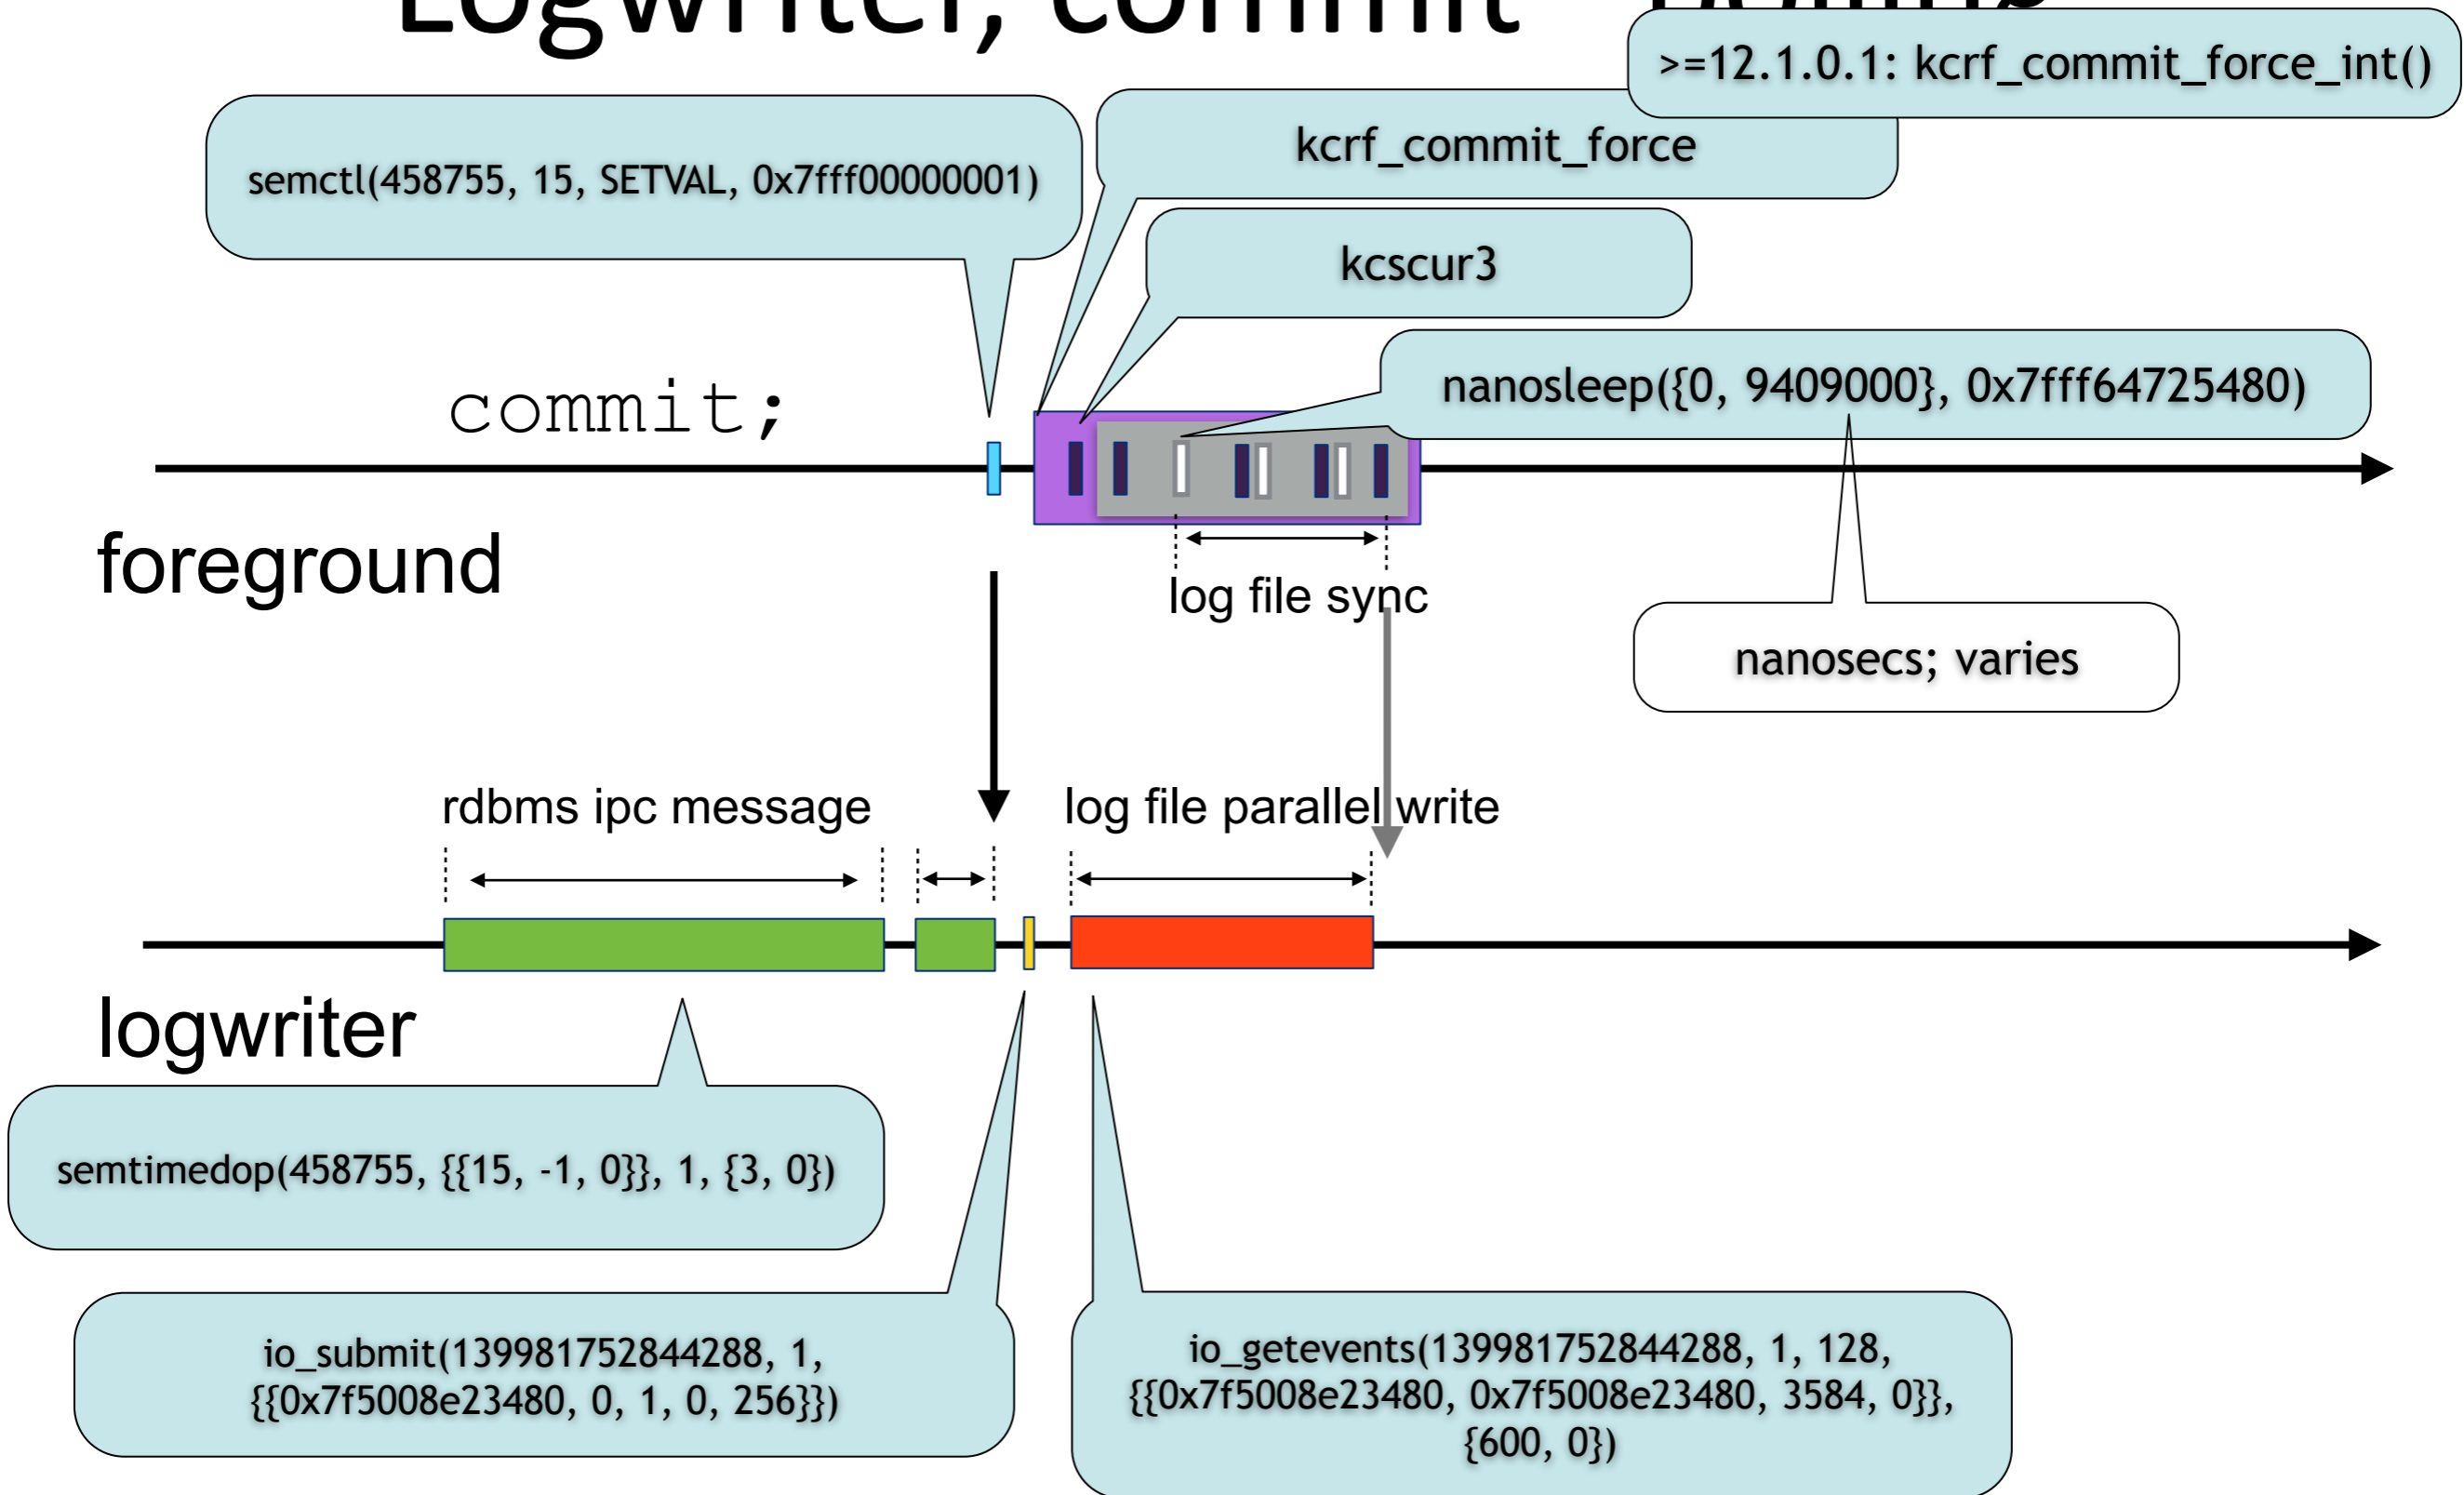 Logwriter, commit
>=12.1.0.1: kcrf_commit_force_int()
kcrf_commit_force
semctl(458755, 15, SETVAL, 0x7fff00000001)
kcscur3
nanosleep({0, 9409000}, 0x7fff64725480)
commit;
foreground
log file sync
nanosecs; varies
rdbms ipc message
log file parallel write
logwriter
semtimedop(458755, {{15, -1, 0}}, 1, {3, 0})
io_submit(139981752844288, 1,
{{0x7f5008e23480, 0, 1, 0, 256}})
io_getevents(139981752844288, 1, 128,
{{0x7f5008e23480, 0x7f5008e23480, 3584, 0}},
{600, 0})